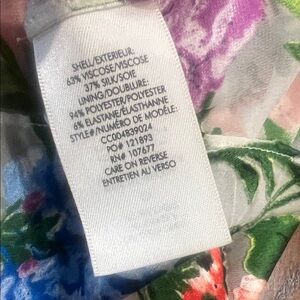 SHELL/EXTERIEUR:
63% VISCOSE/VISCOSE
37% SILK/SOIE
LINING/DOUBLURE:
94% POLYESTER/POLYESTER
6% ELASTANE/ÉLASTHANNE
STYLE#/NUMÉRO DE MODÈLE:
CC004839024
PO# 121893
RN# 107677
CARE ON REVERSE
ENTRETIEN AU VERSO